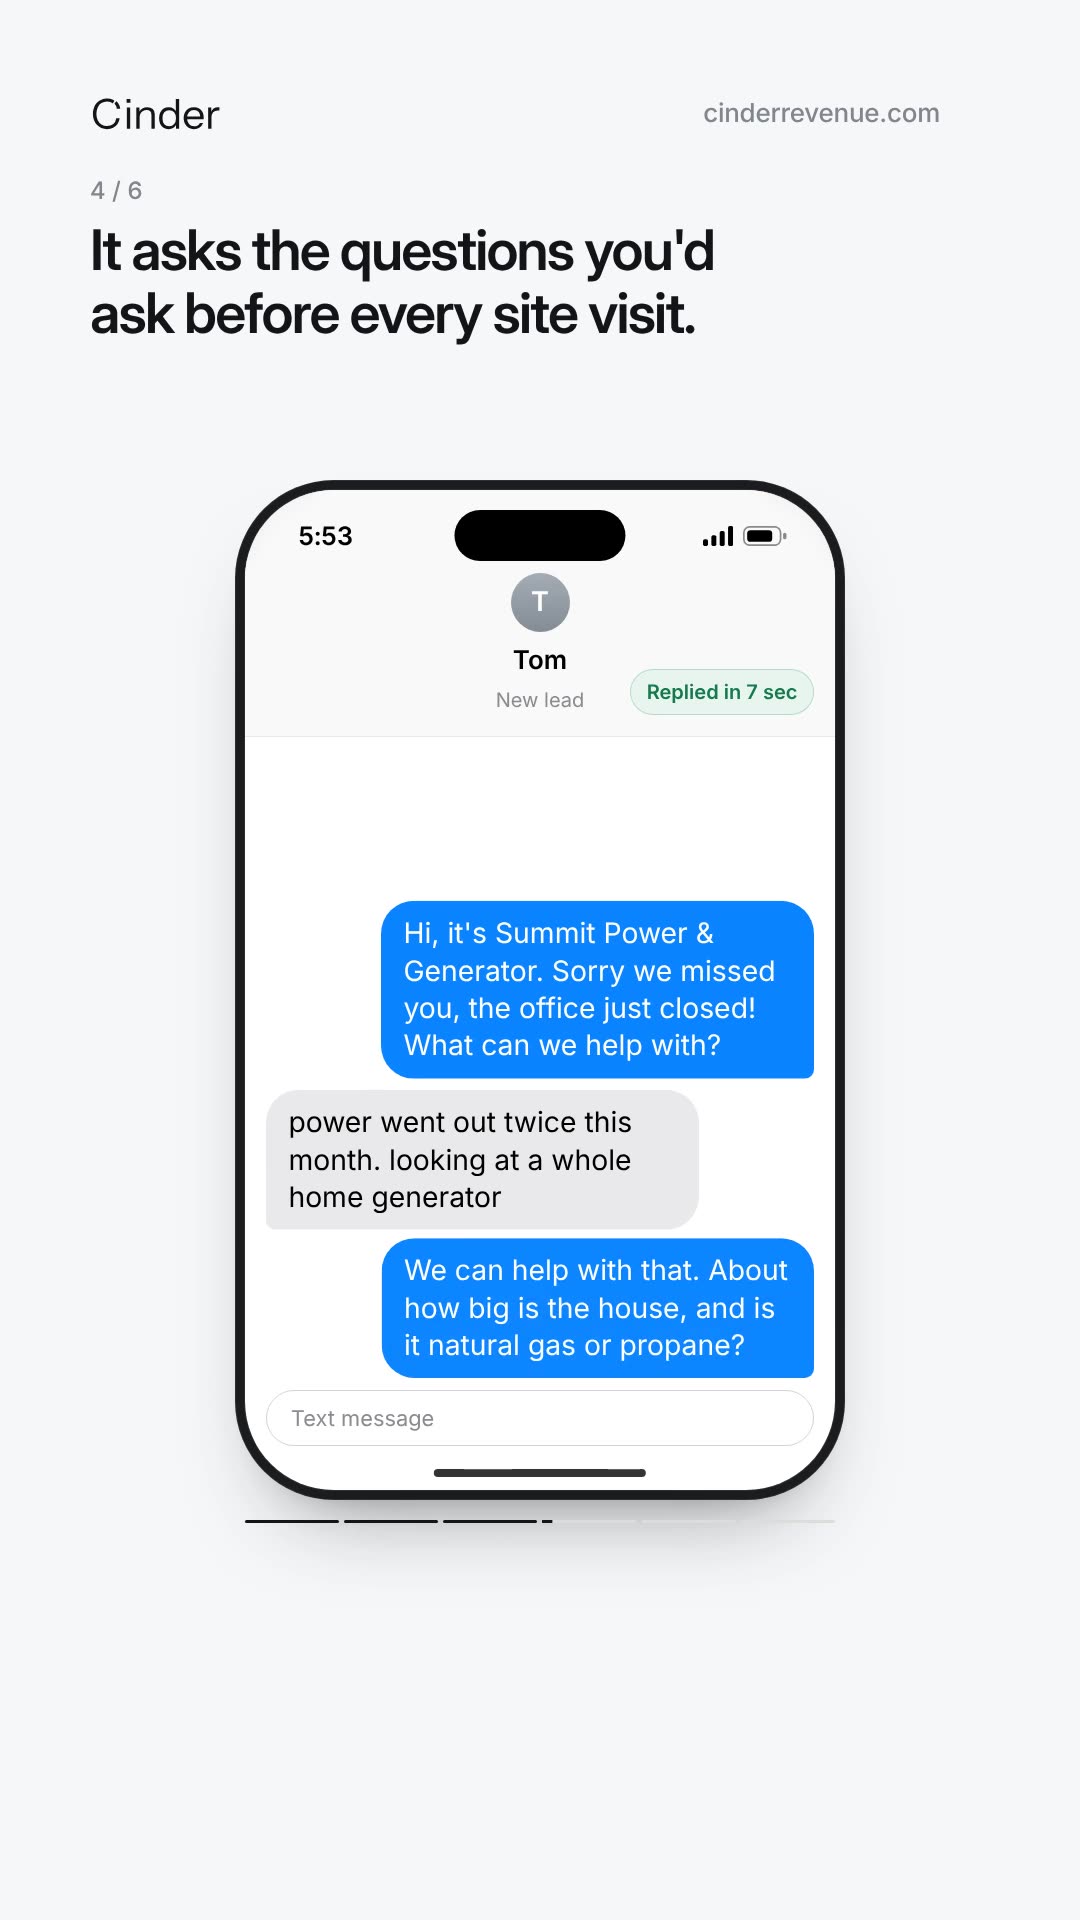 Cinder
cinderrevenue.com
4 / 6
It asks the questions you'd
ask before every site visit.
5:53
T
Tom
New lead
Replied in 7 sec
Hi, it's Summit Power &
Generator. Sorry we missed
you, the office just closed!
What can we help with?
power went out twice this
month. looking at a whole
home generator
We can help with that. About
how big is the house, and is
it natural gas or propane?
Text message